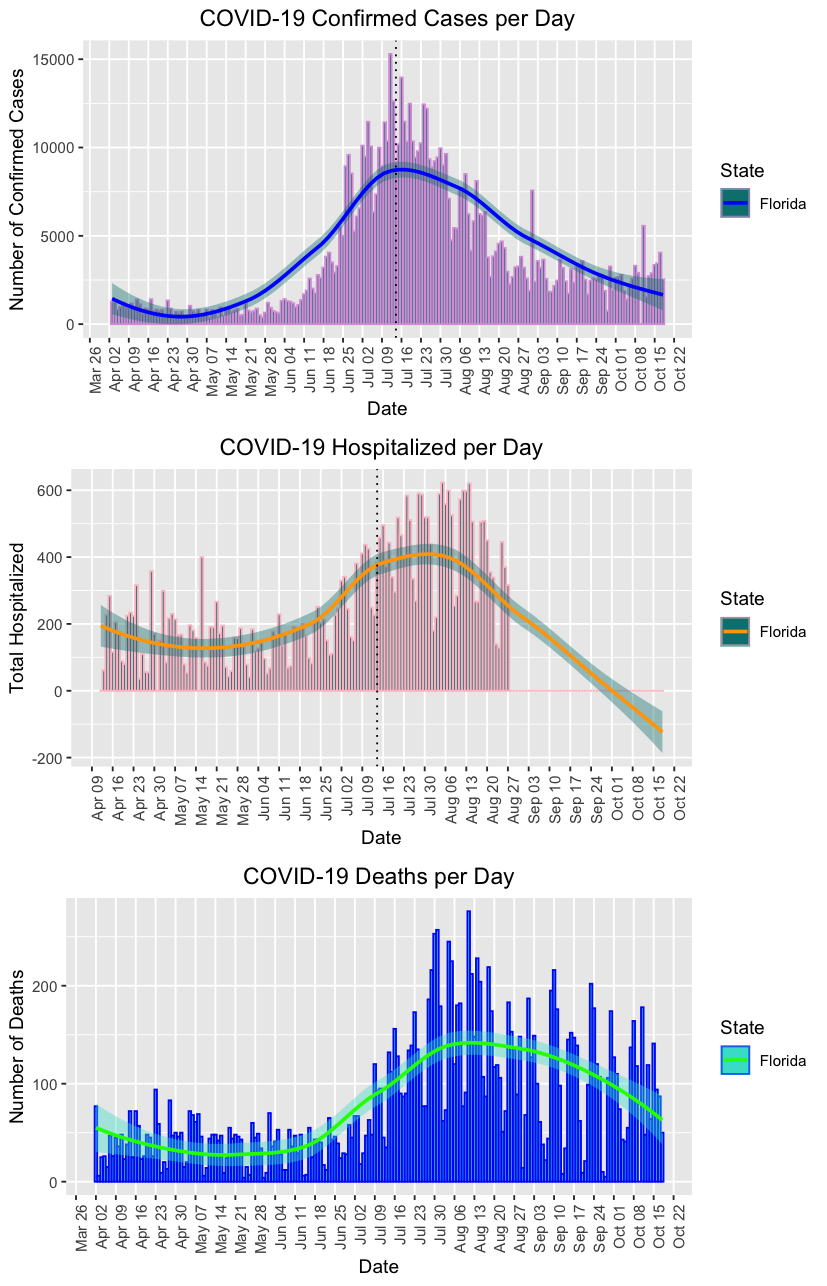 COVID-19 Confirmed Cases per Day
Number of Confirmed Cases
15000
10000
5000
0
Mar 26
Apr 02
Apr 09
Apr 16
Apr 23
Apr 30
May 07
May 14
May 21
May 28
Jun 04
Jun 11
Jun 18
Jun 25
Jul 02
Jul 09
Jul 16
Jul 23
Jul 30
Aug 06
Aug 13
Aug 20
Aug 27
Sep 03
Sep 10
Sep 17
Sep 24
Oct 01
Oct 08
Oct 15
Oct 22
Date
State
Florida
COVID-19 Hospitalized per Day
Total Hospitalized
600
400
200
0
-200
Apr 09
Apr 16
Apr 23
Apr 30
May 07
May 14
May 21
May 28
Jun 04
Jun 11
Jun 18
Jun 25
Jul 02
Jul 09
Jul 16
Jul 23
Jul 30
Aug 06
Aug 13
Aug 20
Aug 27
Sep 03
Sep 10
Sep 17
Sep 24
Oct 01
Oct 08
Oct 15
Oct 22
Date
State
Florida
COVID-19 Deaths per Day
Number of Deaths
200
100
0
Mar 26
Apr 02
Apr 09
Apr 16
Apr 23
Apr 30
May 07
May 14
May 21
May 28
Jun 04
Jun 11
Jun 18
Jun 25
Jul 02
Jul 09
Jul 16
Jul 23
Jul 30
Aug 06
Aug 13
Aug 20
Aug 27
Sep 03
Sep 10
Sep 17
Sep 24
Oct 01
Oct 08
Oct 15
Oct 22
Date
State
Florida